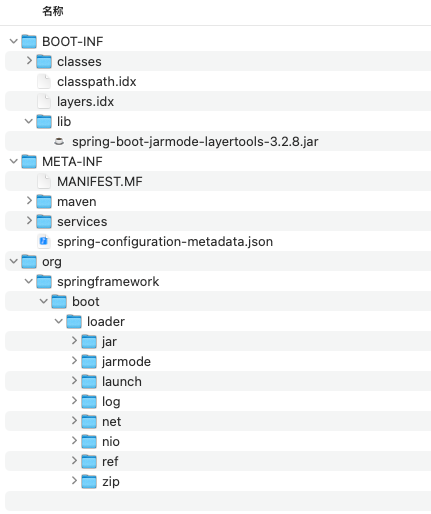 名称
BOOT-INF
classes
classpath.idx
layers.idx
lib
spring-boot-jarmode-layertools-3.2.8.jar
META-INF
MANIFEST.MF
maven
services
spring-configuration-metadata.json
org
springframework
boot
loader
jar
jarmode
launch
log
net
nio
ref
zip